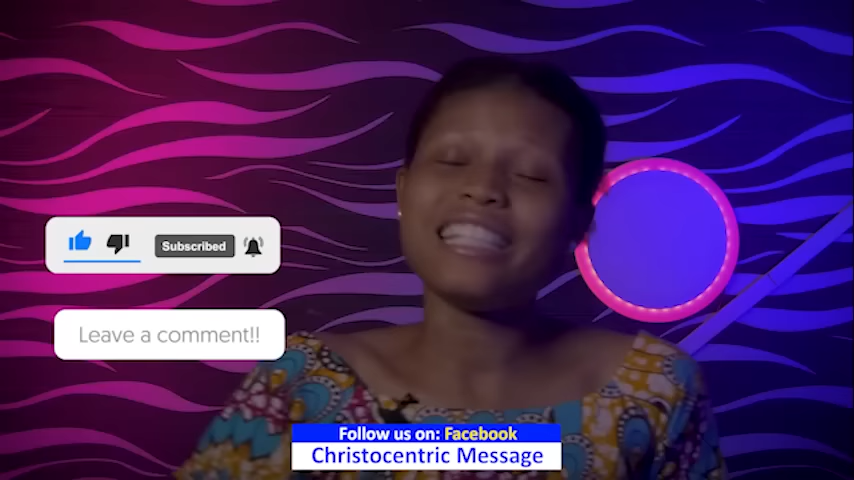 Subscribed
Leave a comment!!
Follow us on: Facebook
Christocentric Message